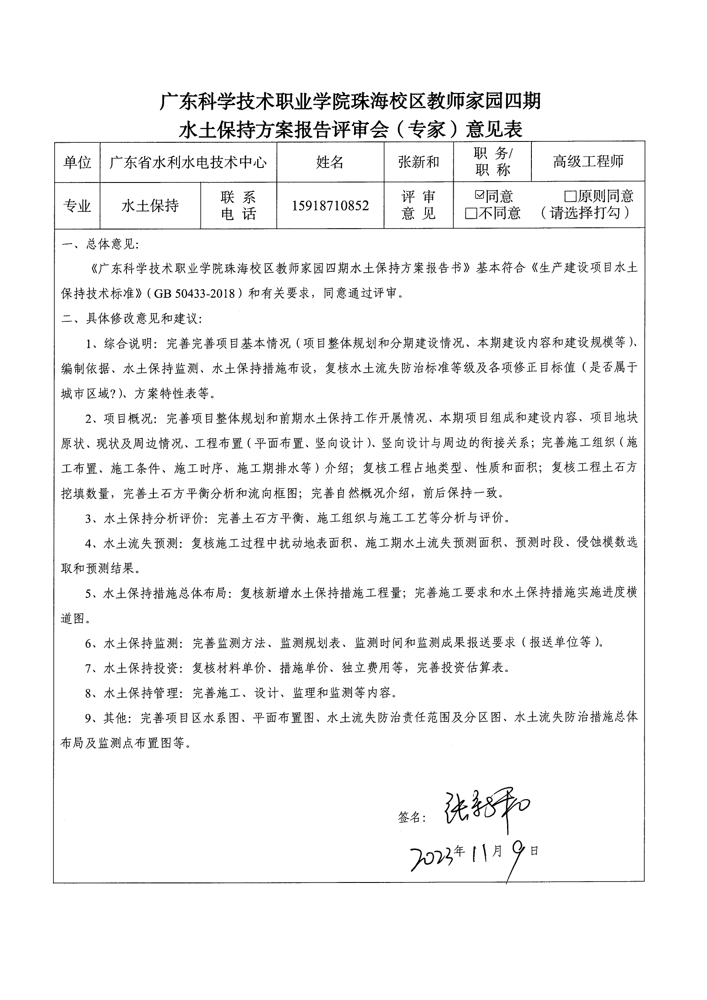 广东科学技术职业学院珠海校区教师家园四期
水土保持方案报告评审会（专家）意见表
单位 广东省水利水电技术中心 姓名 张新和 职 务/ 职 称 高级工程师
专业 水土保持 联 系 电 话 15918710852 评 审 意 见 ☑同意 □原则同意
□不同意 （请选择打勾）
一、总体意见：
《广东科学技术职业学院珠海校区教师家园四期水土保持方案报告书》基本符合《生产建设项目水土
保持技术标准》（GB 50433-2018）和有关要求，同意通过评审。
二、具体修改意见和建议：
1、综合说明：完善完善项目基本情况（项目整体规划和分期建设情况、本期建设内容和建设规模等）、
编制依据、水土保持监测、水土保持措施布设，复核水土流失防治标准等级及各项修正目标值（是否属于
城市区域?）、方案特性表等。
2、项目概况：完善项目整体规划和前期水土保持工作开展情况、本期项目组成和建设内容、项目地块
原状、现状及周边情况、工程布置（平面布置、竖向设计）、竖向设计与周边的衔接关系；完善施工组织（施
工布置、施工条件、施工时序、施工期排水等）介绍；复核工程占地类型、性质和面积；复核工程土石方
挖填数量，完善土石方平衡分析和流向框图；完善自然概况介绍，前后保持一致。
3、水土保持分析评价：完善土石方平衡、施工组织与施工工艺等分析与评价。
4、水土流失预测：复核施工过程中扰动地表面积、施工期水土流失预测面积、预测时段、侵蚀模数选
取和预测结果。
5、水土保持措施总体布局：复核新增水土保持措施工程量；完善施工要求和水土保持措施实施进度横
道图。
6、水土保持监测：完善监测方法、监测规划表、监测时间和监测成果报送要求（报送单位等）。
7、水土保持投资：复核材料单价、措施单价、独立费用等，完善投资估算表。
8、水土保持管理：完善施工、设计、监理和监测等内容。
9、其他：完善项目区水系图、平面布置图、水土流失防治责任范围及分区图、水土流失防治措施总体
布局及监测点布置图等。
签名：张新和
2023年11月9日